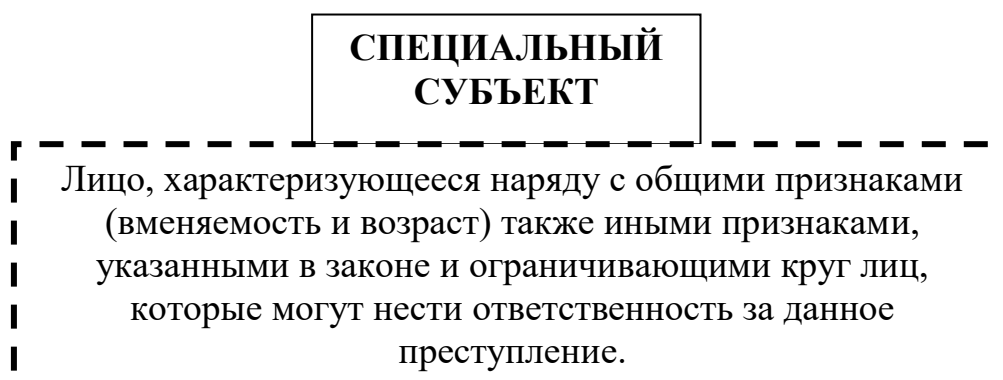 СПЕЦИАЛЬНЫЙ
СУБЪЕКТ
Лицо, характеризующееся наряду с общими признаками
(вменяемость и возраст) также иными признаками,
указанными в законе и ограничивающими круг лиц,
которые могут нести ответственность за данное
преступление.